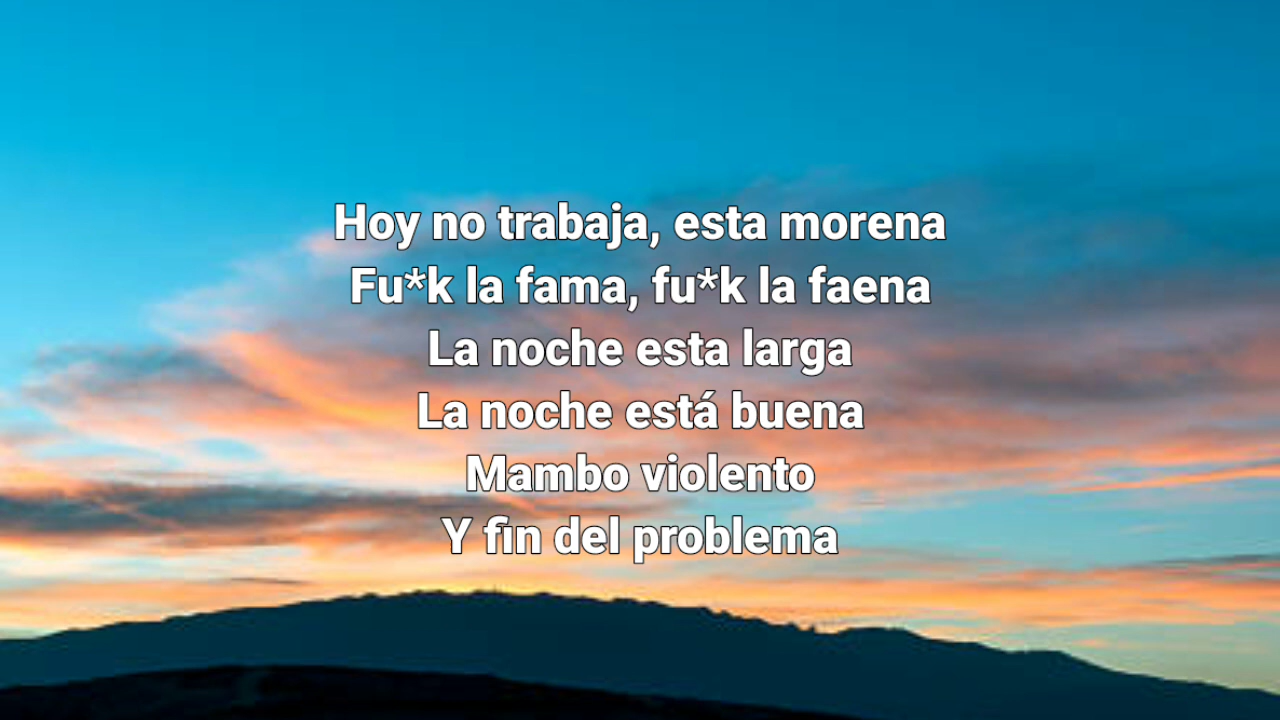 Hoy no trabaja, esta morena
Fu*k la fama, fu*k la faena
La noche esta larga
La noche está buena
Mambo violento
Y fin del problema